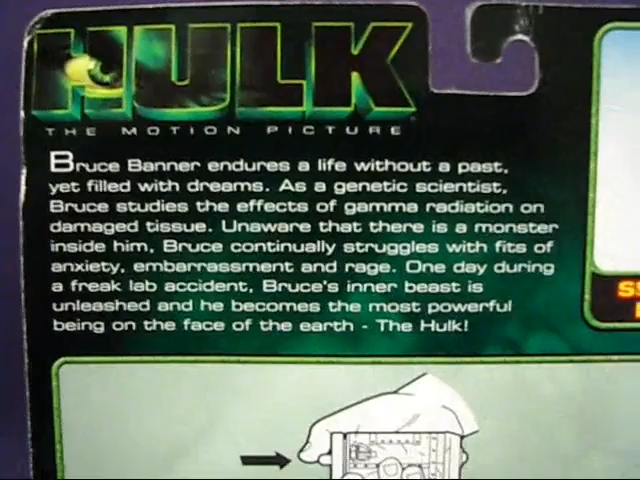 HULK
THE MOTION PICTURE
Bruce Banner endures a life without a past,
yet filled with dreams. As a genetic scientist,
Bruce studies the effects of gamma radiation on
damaged tissue. Unaware that there is a monster
inside him, Bruce continually struggles with fits of
anxiety, embarrassment and rage. One day during
a freak lab accident, Bruce's inner beast is
unleashed and he becomes the most powerful
being on the face of the earth - The Hulk!